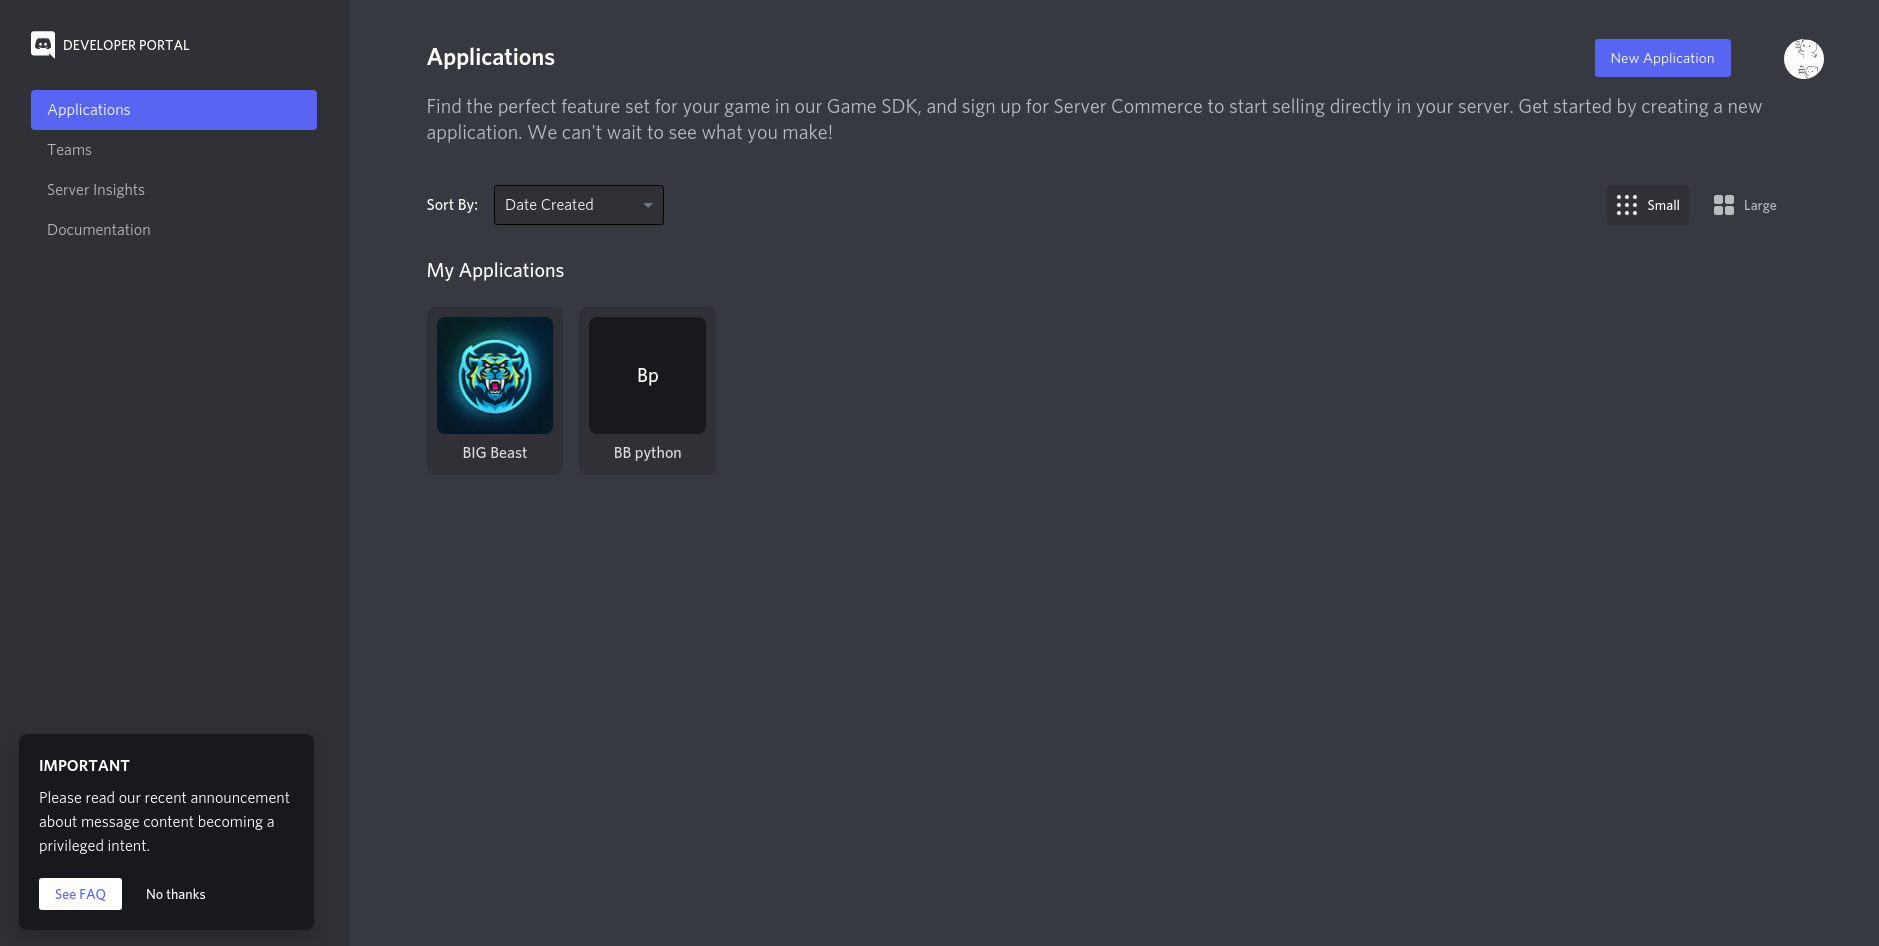 DEVELOPER PORTAL
Applications
Teams
Server Insights
Documentation
Applications
New Application
Find the perfect feature set for your game in our Game SDK, and sign up for Server Commerce to start selling directly in your server. Get started by creating a new
application. We can't wait to see what you make!
Sort By: Date Created
Small Large
My Applications
Bp
BIG Beast BB python
IMPORTANT
Please read our recent announcement
about message content becoming a
privileged intent.
See FAQ No thanks